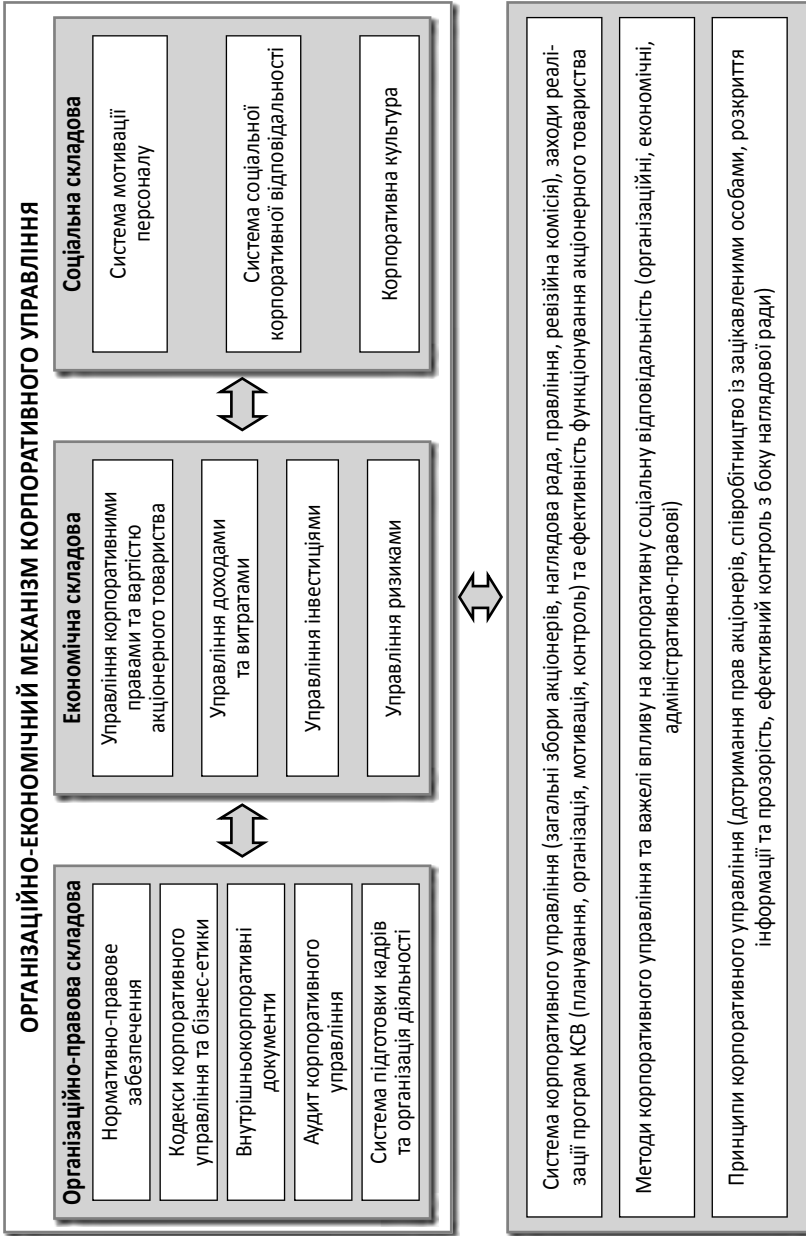 ОРГАНІЗАЦІЙНО-ЕКОНОМІЧНИЙ МЕХАНІЗМ КОРПОРАТИВНОГО УПРАВЛІННЯ
Організаційно-правова складова
Нормативно-правове
забезпечення
Кодекси корпоративного
управління та бізнес-етики
Внутрішньокорпоративні
документи
Аудит корпоративного
управління
Система підготовки кадрів
та організація діяльності
Економічна складова
Управління корпоративними
правами та вартістю
акціонерного товариства
Управління доходами
та витратами
Управління інвестиціями
Управління ризиками
Соціальна складова
Система мотивації
персоналу
Система соціальної
корпоративної відповідальності
Корпоративна культура
Система корпоративного управління (загальні збори акціонерів, наглядова рада, правління, ревізійна комісія), заходи реалі-
зації програм КСВ (планування, організація, мотивація, контроль) та ефективність функціонування акціонерного товариства
Методи корпоративного управління та важелі впливу на корпоративну соціальну відповідальність (організаційні, економічні,
адміністративно-правові)
Принципи корпоративного управління (дотримання прав акціонерів, співробітництво із зацікавленими особами, розкриття
інформації та прозорість, ефективний контроль з боку наглядової ради)